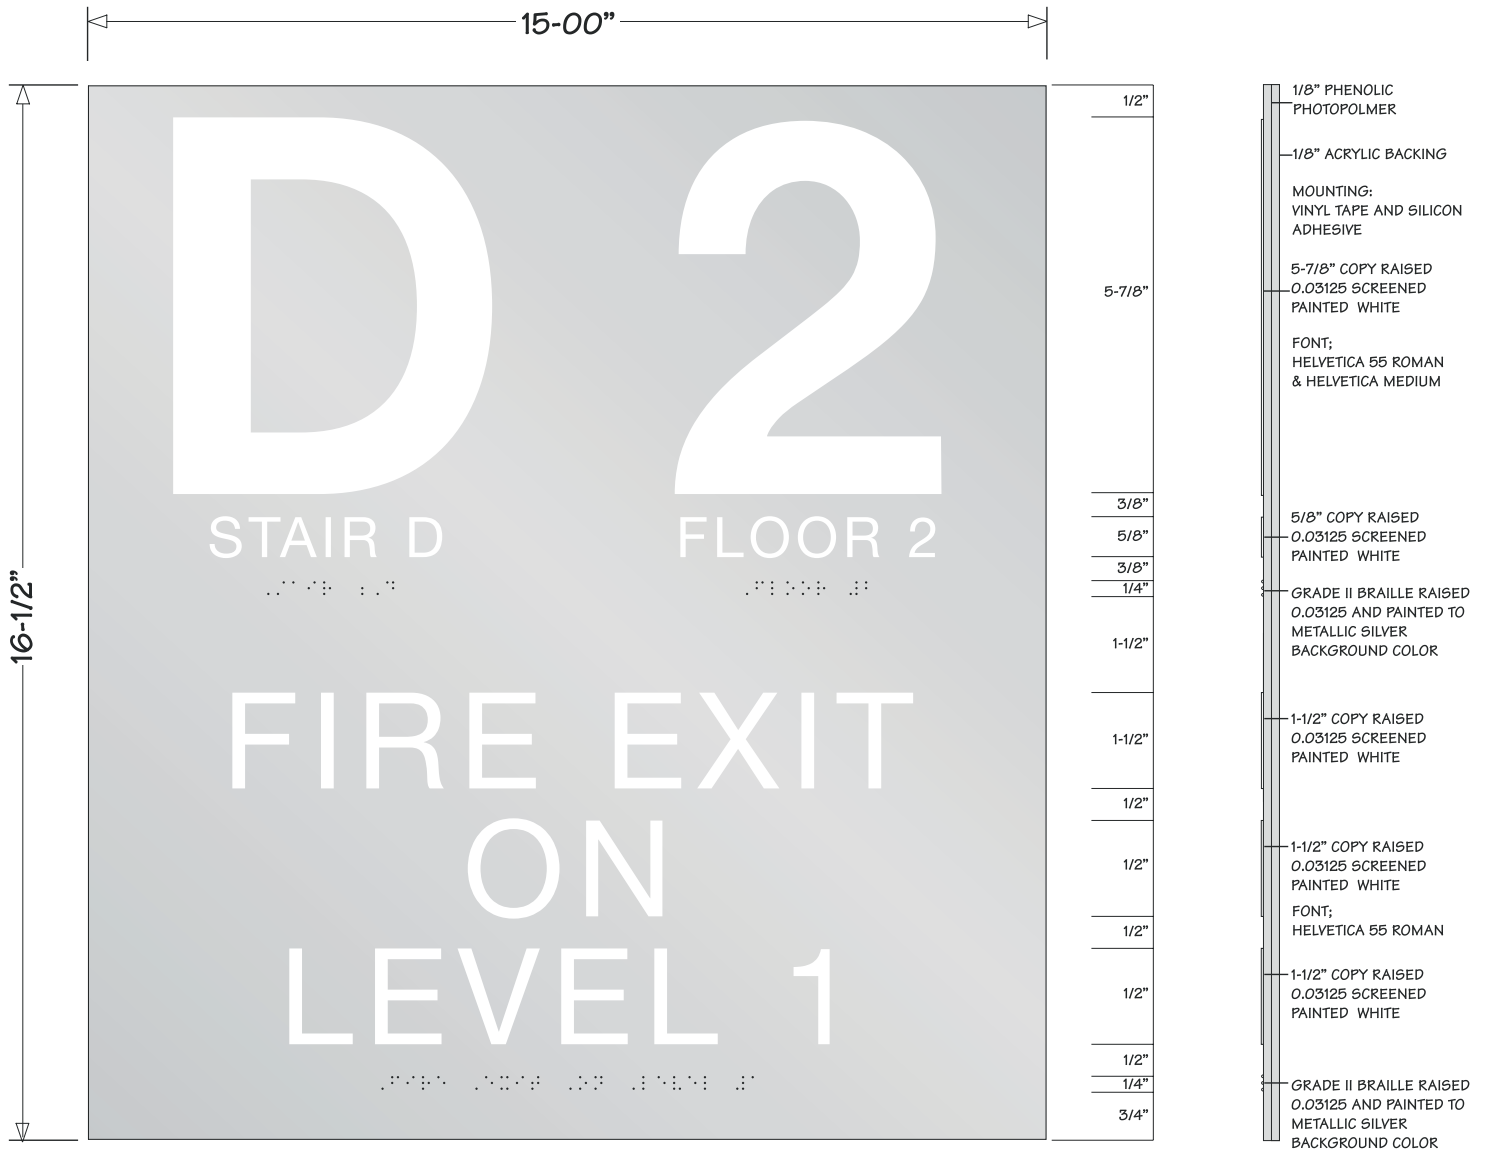 15-00”
16-1/2”
D 2
STAIR D FLOOR 2
FIRE EXIT
ON
LEVEL 1
1/2”
5-7/8”
3/8”
5/8”
3/8”
1/4”
1-1/2”
1-1/2”
1/2”
1/2”
1/2”
1/2”
1/2”
1/4”
3/4”
1/8” PHENOLIC
PHOTOPOLMER
1/8” ACRYLIC BACKING
MOUNTING:
VINYL TAPE AND SILICON
ADHESIVE
5-7/8” COPY RAISED
0.03125 SCREENED
PAINTED WHITE
FONT;
HELVETICA 55 ROMAN
& HELVETICA MEDIUM
5/8” COPY RAISED
0.03125 SCREENED
PAINTED WHITE
GRADE II BRAILLE RAISED
0.03125 AND PAINTED TO
METALLIC SILVER
BACKGROUND COLOR
1-1/2” COPY RAISED
0.03125 SCREENED
PAINTED WHITE
1-1/2” COPY RAISED
0.03125 SCREENED
PAINTED WHITE
FONT;
HELVETICA 55 ROMAN
1-1/2” COPY RAISED
0.03125 SCREENED
PAINTED WHITE
GRADE II BRAILLE RAISED
0.03125 AND PAINTED TO
METALLIC SILVER
BACKGROUND COLOR